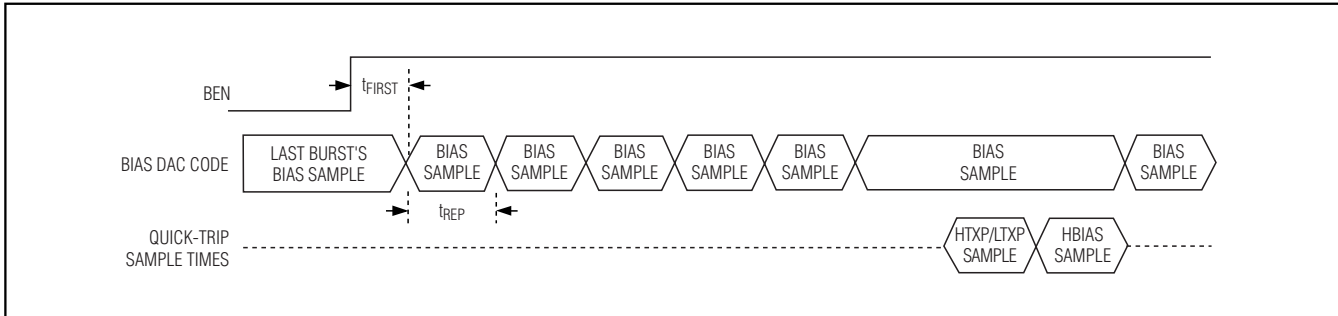 BEN
tFIRST
BIAS DAC CODE
LAST BURST'S
BIAS SAMPLE
BIAS
SAMPLE
BIAS
SAMPLE
BIAS
SAMPLE
BIAS
SAMPLE
BIAS
SAMPLE
BIAS
SAMPLE
BIAS
SAMPLE
tREP
QUICK-TRIP
SAMPLE TIMES
HTXP/LTXP
SAMPLE
HBIAS
SAMPLE